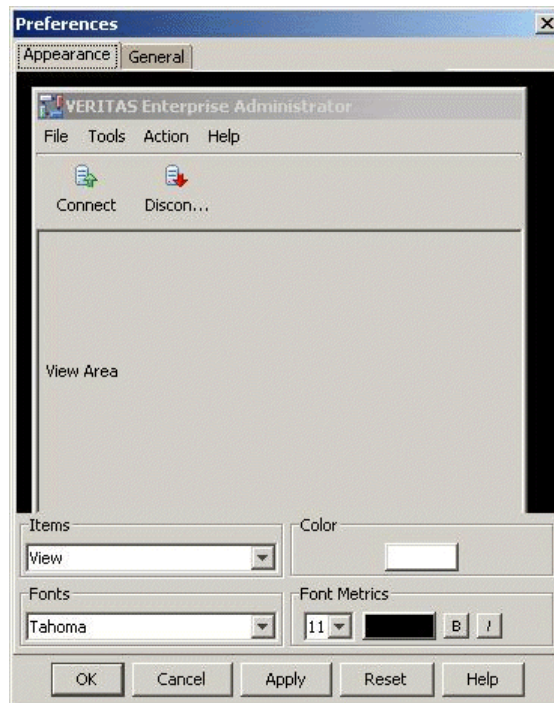 Preferences
Appearance General
VERITAS Enterprise Administrator
File Tools Action Help
Connect Discon...
View Area
Items Color
View
Fonts Font Metrics
Tahoma 11 B I
OK Cancel Apply Reset Help